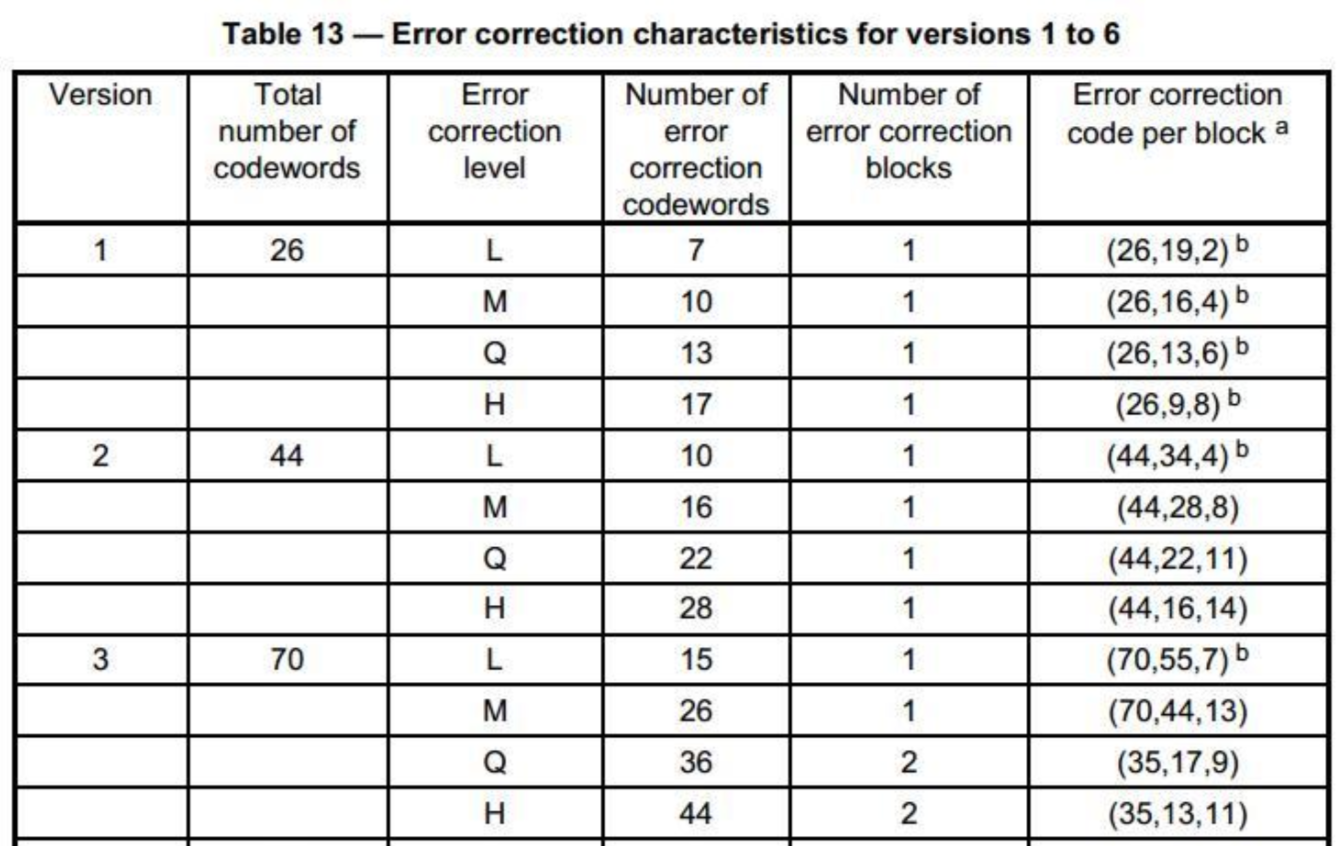 Table 13 — Error correction characteristics for versions 1 to 6
Version Total number of codewords Error correction level Number of error correction codewords Number of error correction blocks Error correction code per block a
1 26 L 7 1 (26,19,2) b
M 10 1 (26,16,4) b
Q 13 1 (26,13,6) b
H 17 1 (26,9,8) b
2 44 L 10 1 (44,34,4) b
M 16 1 (44,28,8)
Q 22 1 (44,22,11)
H 28 1 (44,16,14)
3 70 L 15 1 (70,55,7) b
M 26 1 (70,44,13)
Q 36 2 (35,17,9)
H 44 2 (35,13,11)